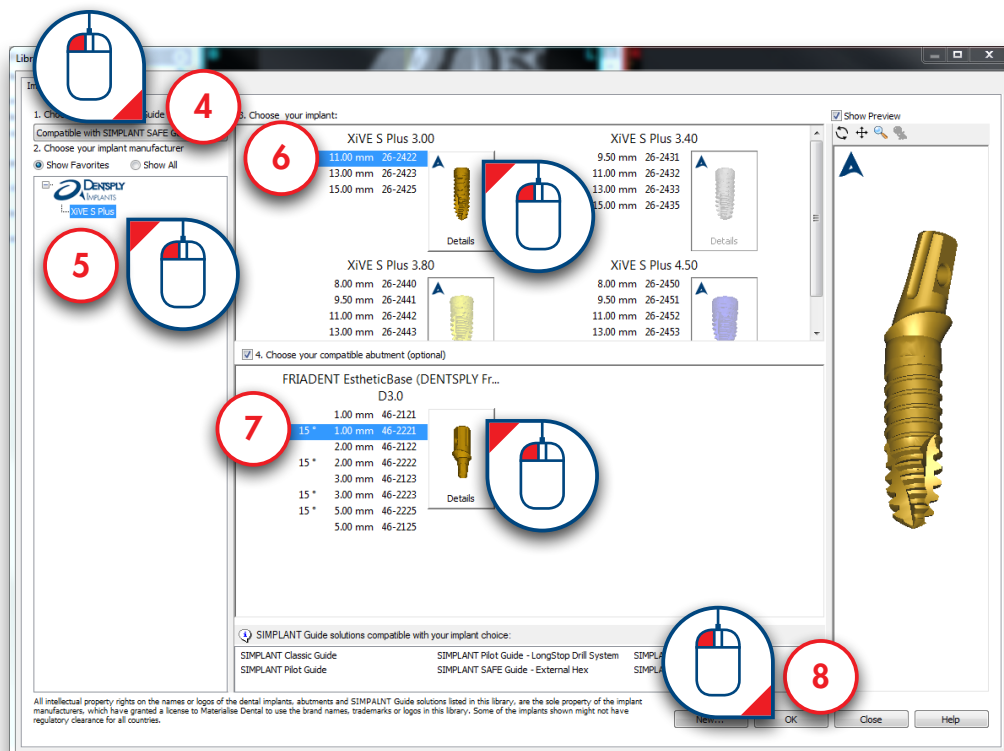 Libr
Im
4
1. Cho Guide
Compatible with SIMPLANT SAFE G
2. Choose your implant manufacturer
Show Favorites Show All
DENTSPLY
IMPLANTS
XiVE S Plus
5
3. Choose your implant:
6
XiVE S Plus 3.00
11.00 mm 26-2422
13.00 mm 26-2423
15.00 mm 26-2425
Details
XiVE S Plus 3.40
9.50 mm 26-2431
11.00 mm 26-2432
13.00 mm 26-2433
15.00 mm 26-2435
Details
XiVE S Plus 3.80
8.00 mm 26-2440
9.50 mm 26-2441
11.00 mm 26-2442
13.00 mm 26-2443
XiVE S Plus 4.50
8.00 mm 26-2450
9.50 mm 26-2451
11.00 mm 26-2452
13.00 mm 26-2453
4. Choose your compatible abutment (optional)
FRIADENT EstheticBase (DENTSPLY Fr...
D3.0
7
1.00 mm 46-2121
15 ° 1.00 mm 46-2221
2.00 mm 46-2122
15 ° 2.00 mm 46-2222
3.00 mm 46-2123
15 ° 3.00 mm 46-2223
15 ° 5.00 mm 46-2225
5.00 mm 46-2125
Details
Show Preview
SIMPLANT Guide solutions compatible with your implant choice:
SIMPLANT Classic Guide SIMPLANT Pilot Guide - LongStop Drill System SIMPL
SIMPLANT Pilot Guide SIMPLANT SAFE Guide - External Hex SIMPL
8
All intellectual property rights on the names or logos of the dental implants, abutments and SIMPALNT Guide solutions listed in this library, are the sole property of the implant
manufacturers, which have granted a license to Materialise Dental to use the brand names, trademarks or logos in this library. Some of the implants shown might not have
regulatory clearance for all countries.
New... OK Close Help